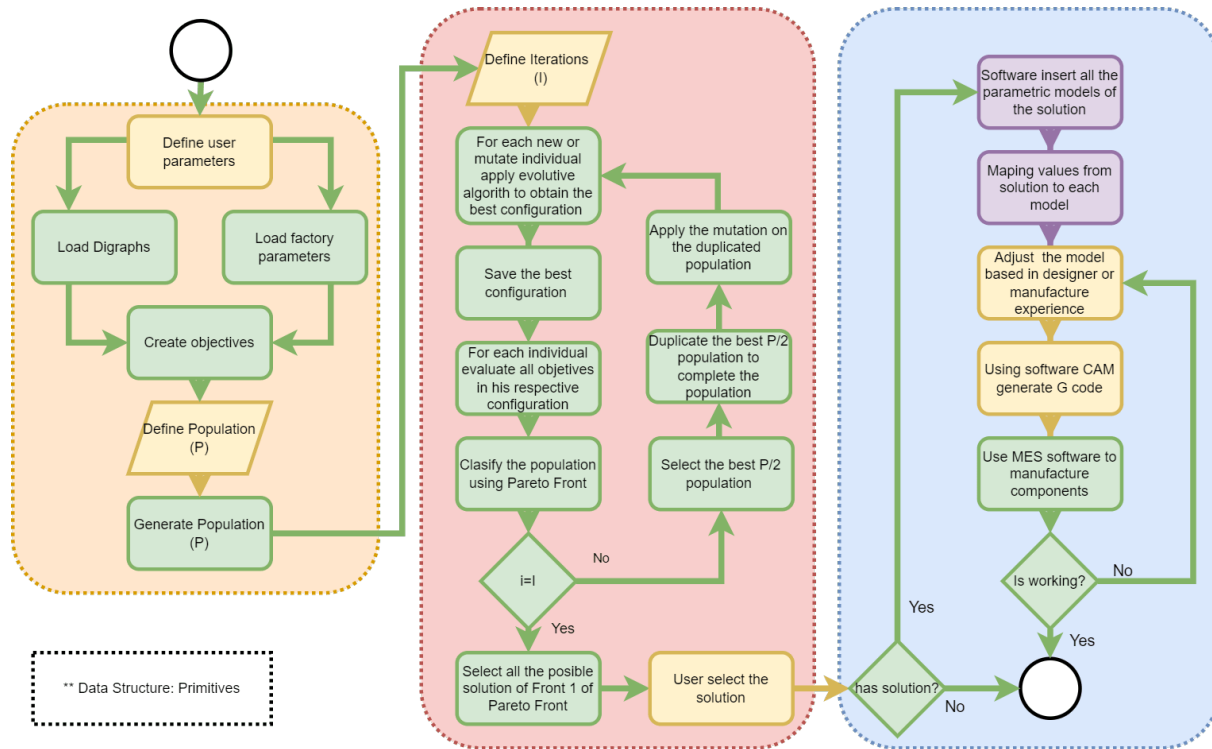 Define user
parameters
Load Digraphs
Load factory
parameters
Create objectives
Define Population
(P)
Generate Population
(P)
** Data Structure: Primitives
Define Iterations
(I)
For each new or
mutate individual
apply evolutive
algorith to obtain the
best configuration
Save the best
configuration
For each individual
evaluate all objetives
in his respective
configuration
Clasify the population
using Pareto Front
i=I
No
Yes
Select the best P/2
population
Duplicate the best P/2
population to
complete the
population
Apply the mutation on
the duplicated
population
Select all the posible
solution of Front 1 of
Pareto Front
User select the
solution
has solution?
Yes
No
Software insert all the
parametric models of
the solution
Maping values from
solution to each
model
Adjust the model
based in designer or
manufacture
experience
Using software CAM
generate G code
Use MES software to
manufacture
components
Is working?
No
Yes